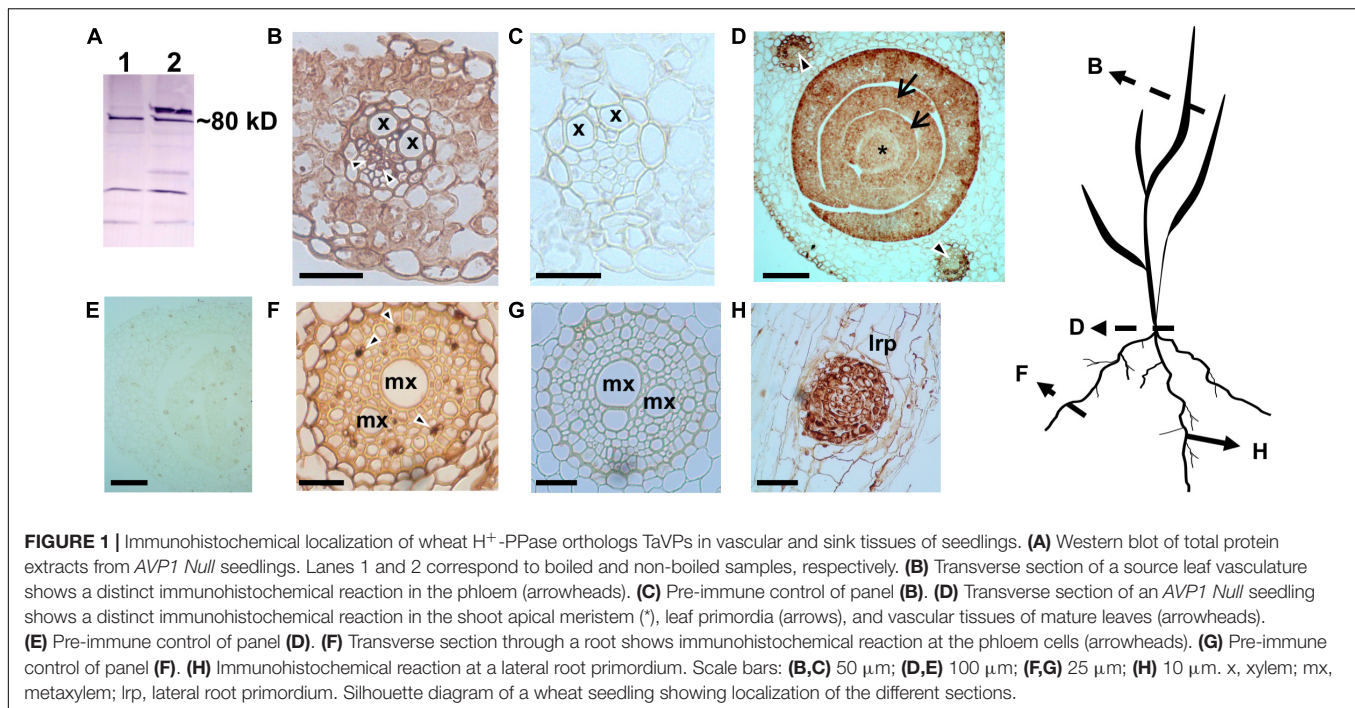 A
1 2
~80 kD
B
x
x
C
x
x
D
*
B
D
F
H
E
F
mx
mx
G
mx
mx
H
lrp
FIGURE 1 | Immunohistochemical localization of wheat H+-PPase orthologs TaVPs in vascular and sink tissues of seedlings. (A) Western blot of total protein
extracts from AVP1 Null seedlings. Lanes 1 and 2 correspond to boiled and non-boiled samples, respectively. (B) Transverse section of a source leaf vasculature
shows a distinct immunohistochemical reaction in the phloem (arrowheads). (C) Pre-immune control of panel (B). (D) Transverse section of an AVP1 Null seedling
shows a distinct immunohistochemical reaction in the shoot apical meristem (*), leaf primordia (arrows), and vascular tissues of mature leaves (arrowheads).
(E) Pre-immune control of panel (D). (F) Transverse section through a root shows immunohistochemical reaction at the phloem cells (arrowheads). (G) Pre-immune
control of panel (F). (H) Immunohistochemical reaction at a lateral root primordium. Scale bars: (B,C) 50 μm; (D,E) 100 μm; (F,G) 25 μm; (H) 10 μm. x, xylem; mx,
metaxylem; lrp, lateral root primordium. Silhouette diagram of a wheat seedling showing localization of the different sections.